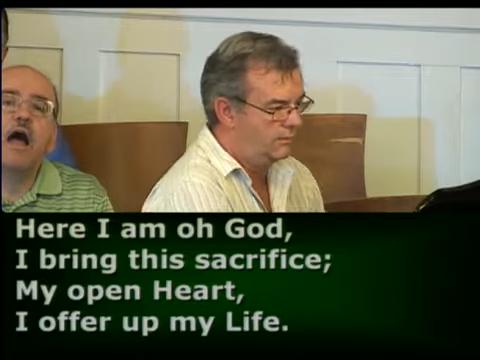 Here I am oh God,
I bring this sacrifice;
My open Heart,
I offer up my Life.